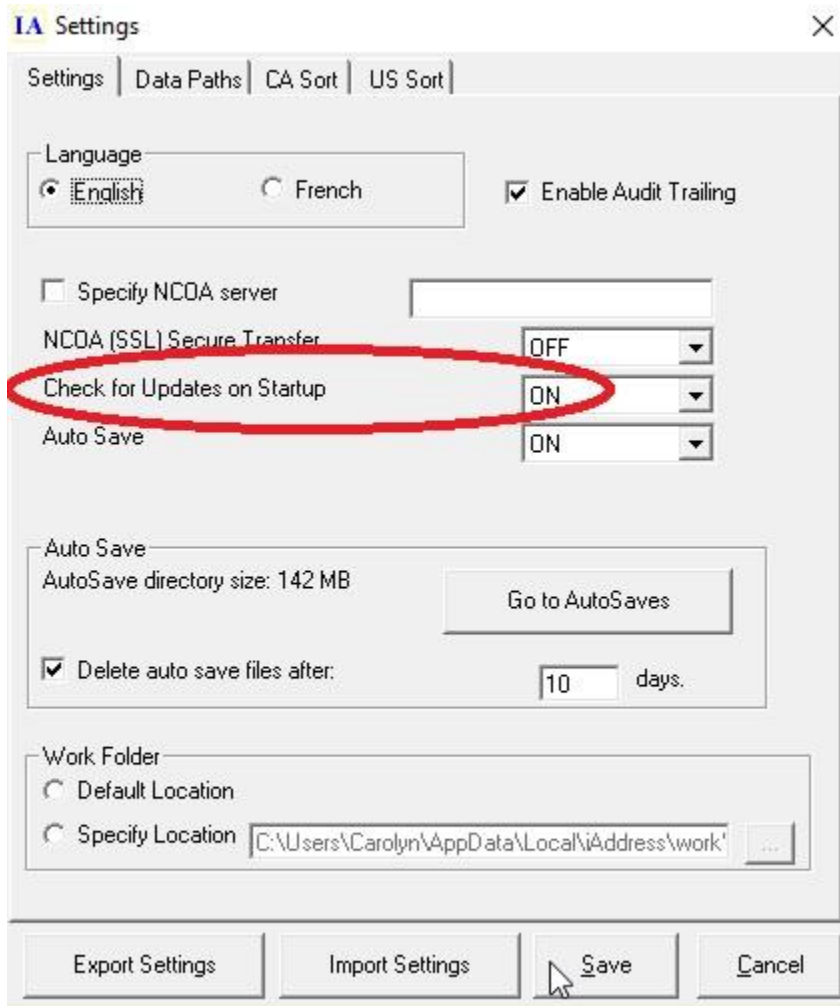 IA Settings
Settings Data Paths CA Sort US Sort
Language
English French Enable Audit Trailing
Specify NCOA server
NCOA (SSL) Secure Transfer OFF
Check for Updates on Startup ON
Auto Save ON
Auto Save
AutoSave directory size: 142 MB
Go to AutoSaves
Delete auto save files after: 10 days.
Work Folder
Default Location
Specify Location C:\Users\Carolyn\AppData\Local\iAddress\work' ...
Export Settings Import Settings Save Cancel